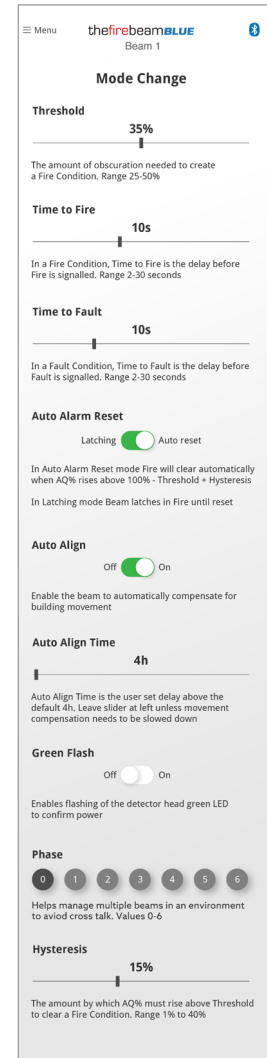 Menu
thefirebeamBLUE
Beam 1
Mode Change
Threshold
35%
The amount of obscuration needed to create
a Fire Condition. Range 25-50%
Time to Fire
10s
In a Fire Condition, Time to Fire is the delay before
Fire is signalled. Range 2-30 seconds
Time to Fault
10s
In a Fault Condition, Time to Fault is the delay before
Fault is signalled. Range 2-30 seconds
Auto Alarm Reset
Latching Auto reset
In Auto Alarm Reset mode Fire will clear automatically
when AQ% rises above 100% - Threshold + Hysteresis
In Latching mode Beam latches in Fire until reset
Auto Align
Off On
Enable the beam to automatically compensate for
building movement
Auto Align Time
4h
Auto Align Time is the user set delay above the
default 4h, Leave slider at left unless movement
compensation needs to be slowed down
Green Flash
Off On
Enables flashing of the detector head green LED
to confirm power
Phase
0 1 2 3 4 5 6
Helps manage multiple beams in an environment
to aviod cross talk. Values 0-6
Hysteresis
15%
The amount by which AQ% must rise above Threshold
to clear a Fire Condition. Range 1% to 40%